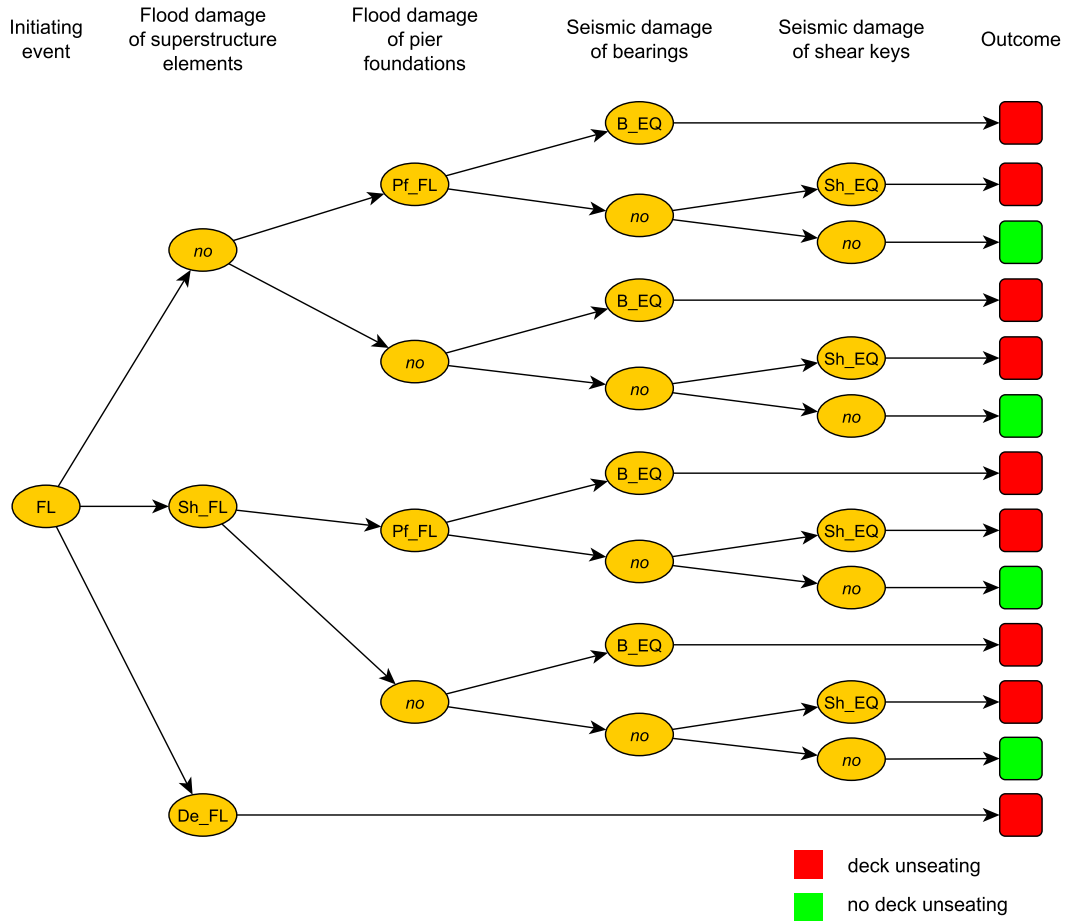 Initiating
event
Flood damage
of superstructure
elements
Flood damage
of pier
foundations
Seismic damage
of bearings
Seismic damage
of shear keys
Outcome
B_EQ
Pf_FL
Sh_EQ
no
no
no
B_EQ
no
Sh_EQ
no
no
B_EQ
FL
Sh_FL
Pf_FL
Sh_EQ
no
no
B_EQ
no
Sh_EQ
no
no
De_FL
deck unseating
no deck unseating